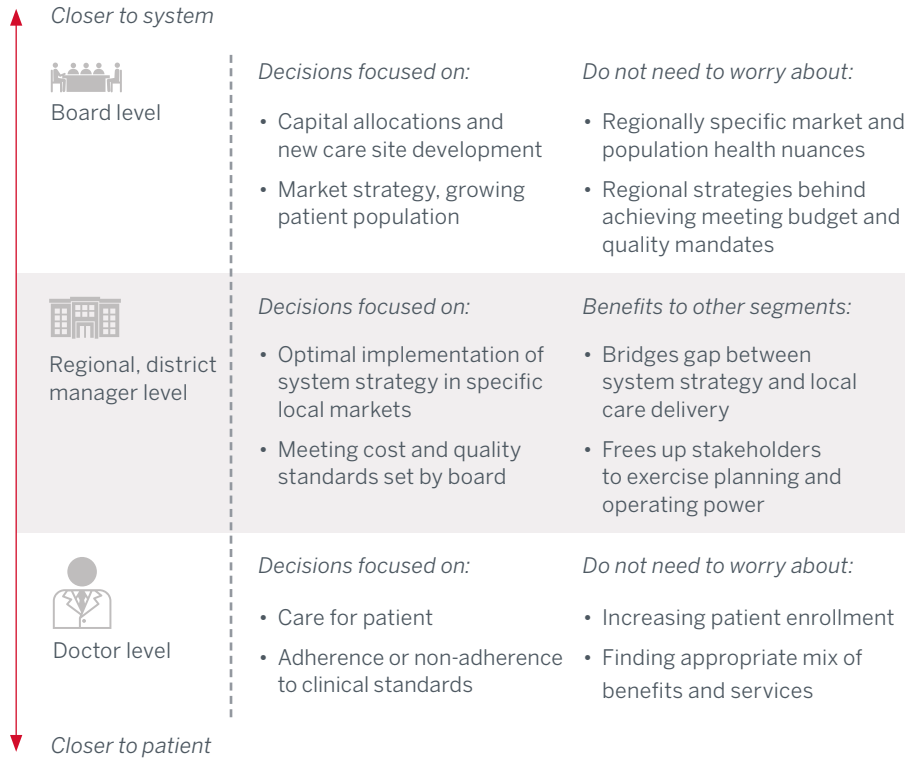 Closer to system
Board level
Decisions focused on:
• Capital allocations and
new care site development
• Market strategy, growing
patient population
Do not need to worry about:
• Regionally specific market and
population health nuances
• Regional strategies behind
achieving meeting budget and
quality mandates
Regional, district
manager level
Decisions focused on:
• Optimal implementation of
system strategy in specific
local markets
• Meeting cost and quality
standards set by board
Benefits to other segments:
• Bridges gap between
system strategy and local
care delivery
• Frees up stakeholders
to exercise planning and
operating power
Doctor level
Decisions focused on:
• Care for patient
• Adherence or non-adherence
to clinical standards
Do not need to worry about:
• Increasing patient enrollment
• Finding appropriate mix of
benefits and services
Closer to patient